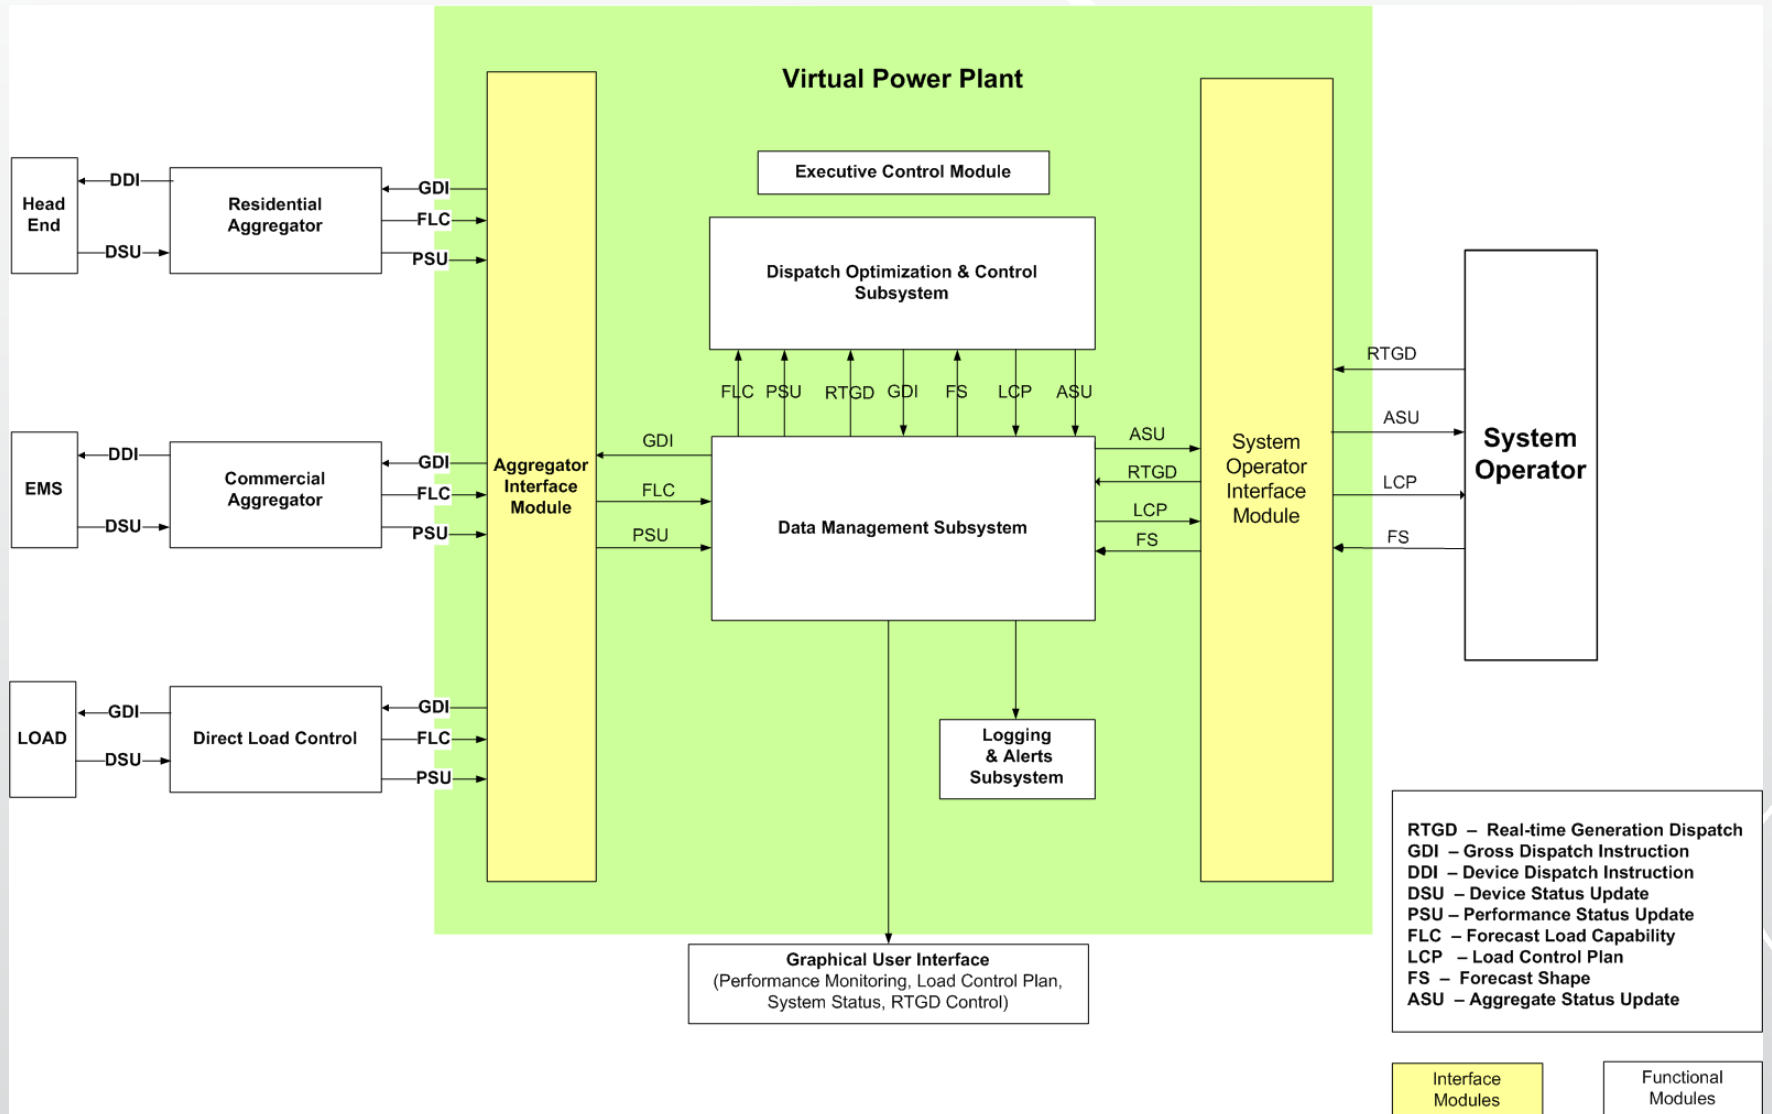 Virtual Power Plant
Executive Control Module
Dispatch Optimization & Control
Subsystem
Head
End
DDI
DSU
Residential
Aggregator
GDI
FLC
PSU
EMS
DDI
DSU
Commercial
Aggregator
GDI
FLC
PSU
LOAD
GDI
DSU
Direct Load Control
GDI
FLC
PSU
Aggregator
Interface
Module
GDI
FLC
PSU
FLC
PSU
RTGD
GDI
FS
LCP
ASU
Data Management Subsystem
ASU
RTGD
LCP
FS
System
Operator
Interface
Module
RTGD
ASU
LCP
FS
System
Operator
Logging
& Alerts
Subsystem
Graphical User Interface
(Performance Monitoring, Load Control Plan,
System Status, RTGD Control)
RTGD – Real-time Generation Dispatch
GDI – Gross Dispatch Instruction
DDI – Device Dispatch Instruction
DSU – Device Status Update
PSU – Performance Status Update
FLC – Forecast Load Capability
LCP – Load Control Plan
FS – Forecast Shape
ASU – Aggregate Status Update
Interface
Modules
Functional
Modules